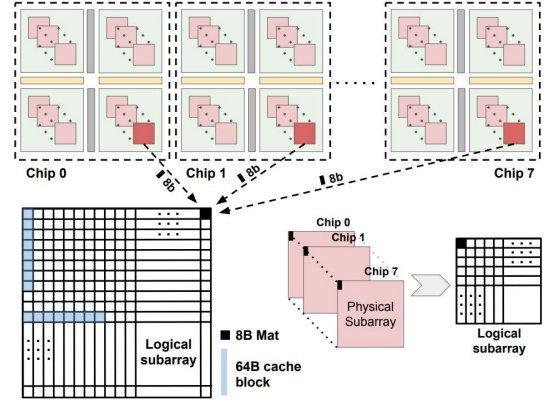 Chip 0
Chip 1
Chip 7
8b
8b
8b
Logical
subarray
8B Mat
64B cache
block
Chip 0
Chip 1
Chip 7
Physical
Subarray
Logical
subarray